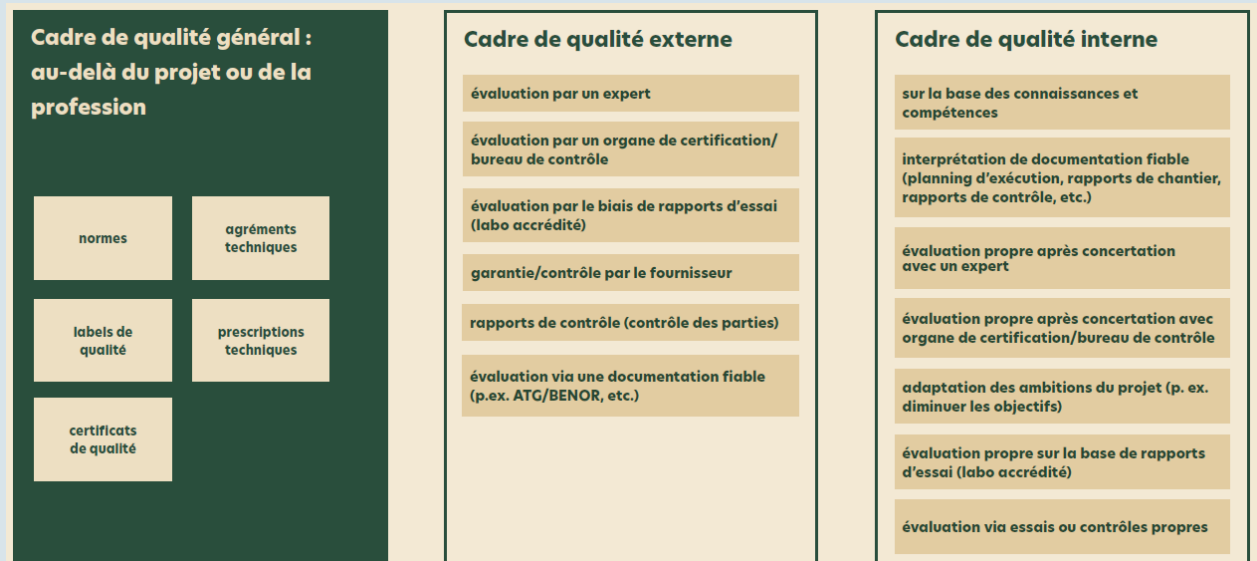 Cadre de qualité général :
au-delà du projet ou de la
profession
normes
agréments
techniques
labels de
qualité
prescriptions
techniques
certificats
de qualité
Cadre de qualité externe
évaluation par un expert
évaluation par un organe de certification/
bureau de contrôle
évaluation par le biais de rapports d'essai
(labo accrédité)
garantie/contrôle par le fournisseur
rapports de contrôle (contrôle des parties)
évaluation via une documentation fiable
(p.ex. ATG/BENOR, etc.)
Cadre de qualité interne
sur la base des connaissances et
compétences
interprétation de documentation fiable
(planning d'exécution, rapports de chantier,
rapports de contrôle, etc.)
évaluation propre après concertation
avec un expert
évaluation propre après concertation avec
organe de certification/bureau de contrôle
adaptation des ambitions du projet (p. ex.
diminuer les objectifs)
évaluation propre sur la base de rapports
d'essai (labo accrédité)
évaluation via essais ou contrôles propres